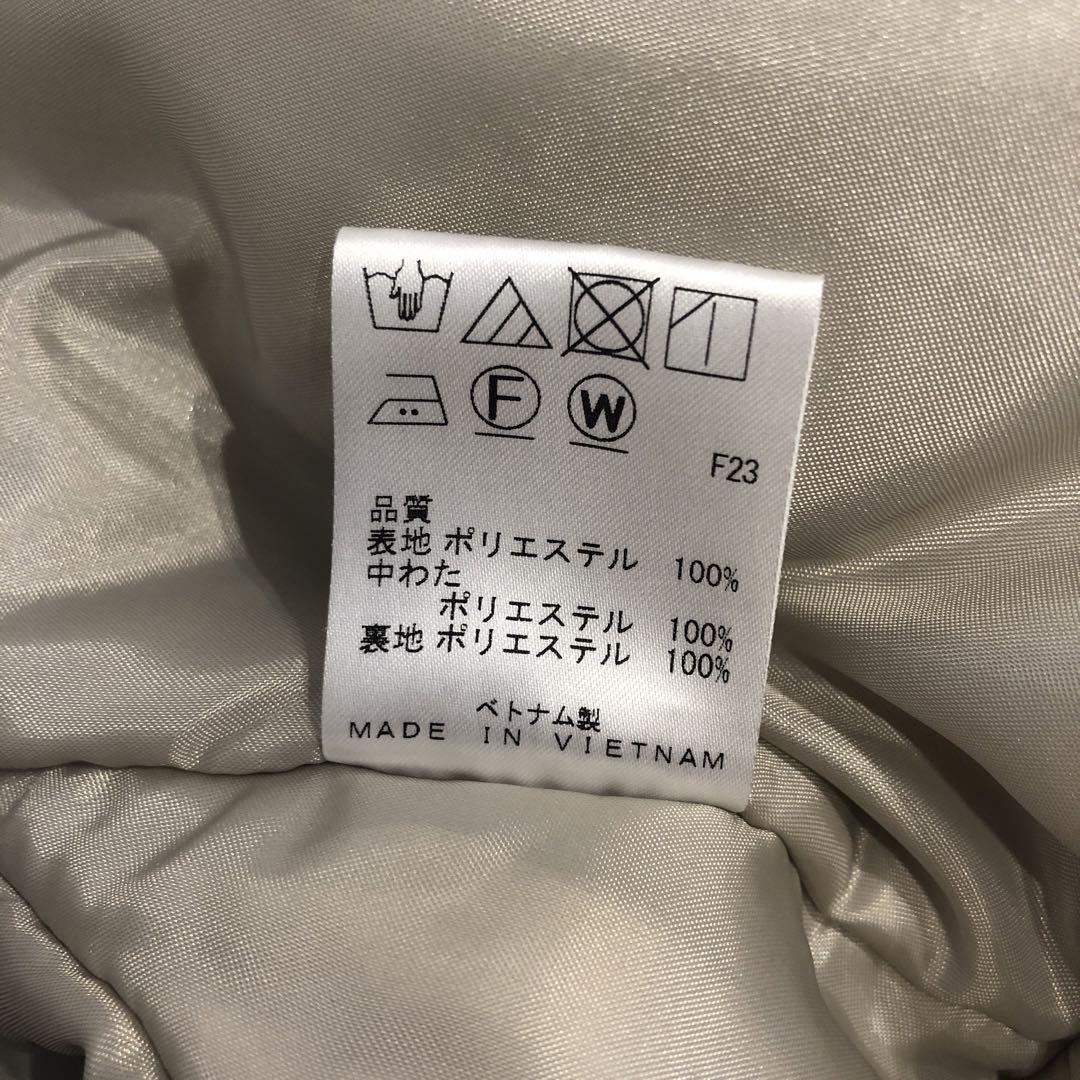 F W
F23
品質
表地 ポリエステル 100%
中わた
ポリエステル 100%
裏地 ポリエステル 100%
ベトナム製
MADE IN VIETNAM